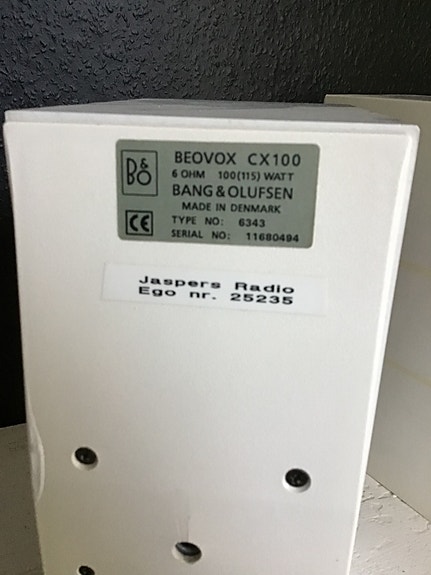 B&O
BEOVOX CX100
6 OHM 100(115) WATT
BANG & OLUFSEN
MADE IN DENMARK
CE
TYPE NO: 6343
SERIAL NO: 11680494
Jaspers Radio
Ego nr. 25235